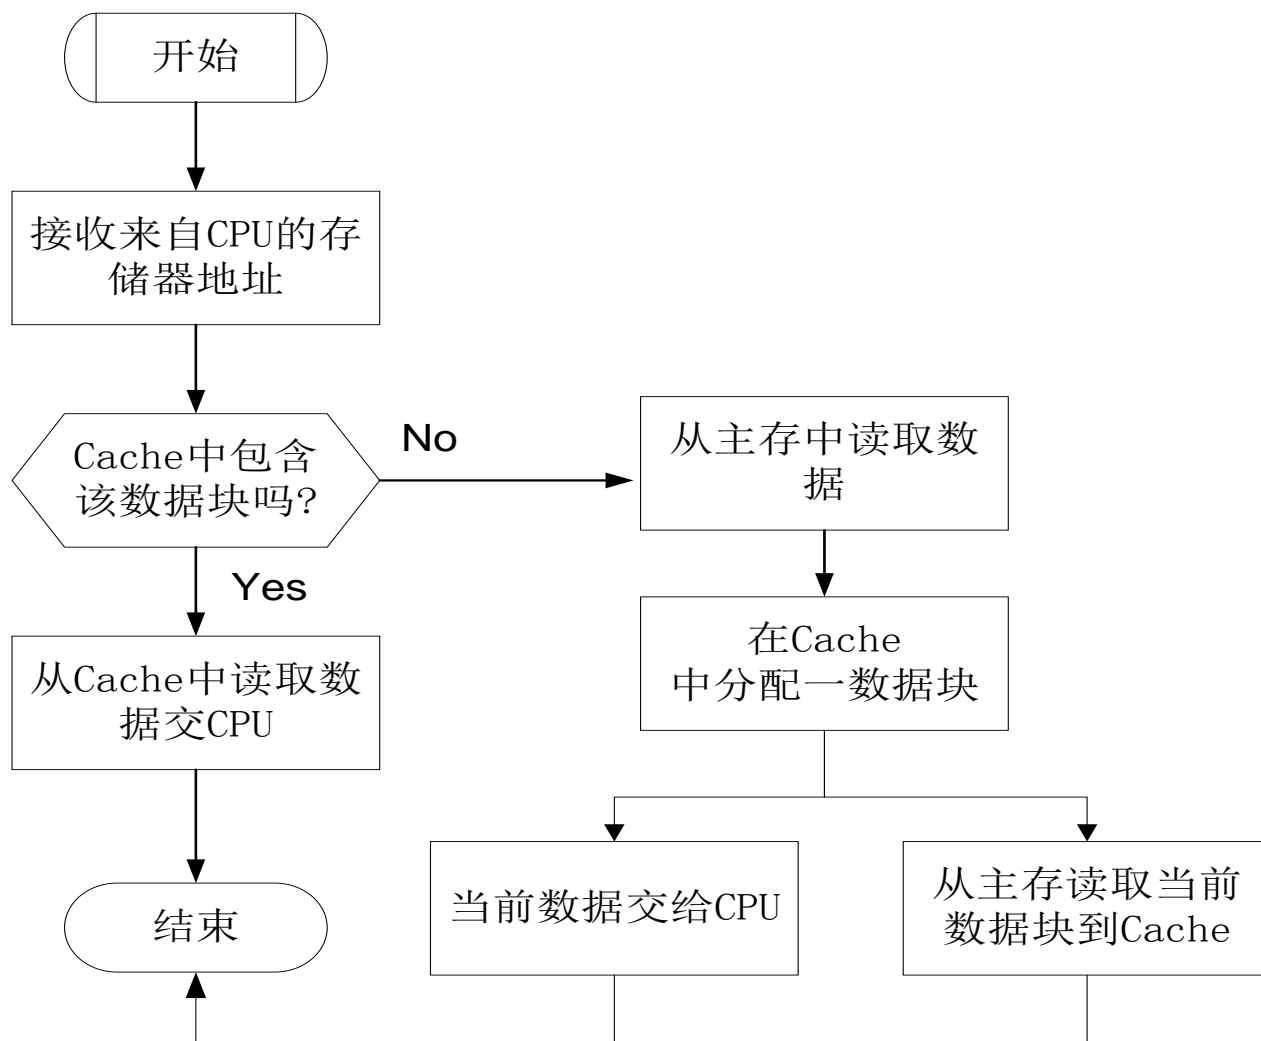 开始
接收来自CPU的存
储器地址
Cache中包含
该数据块吗?
No
Yes
从主存中读取数
据
在Cache
中分配一数据块
从Cache中读取数
据交CPU
当前数据交给CPU
从主存读取当前
数据块到Cache
结束